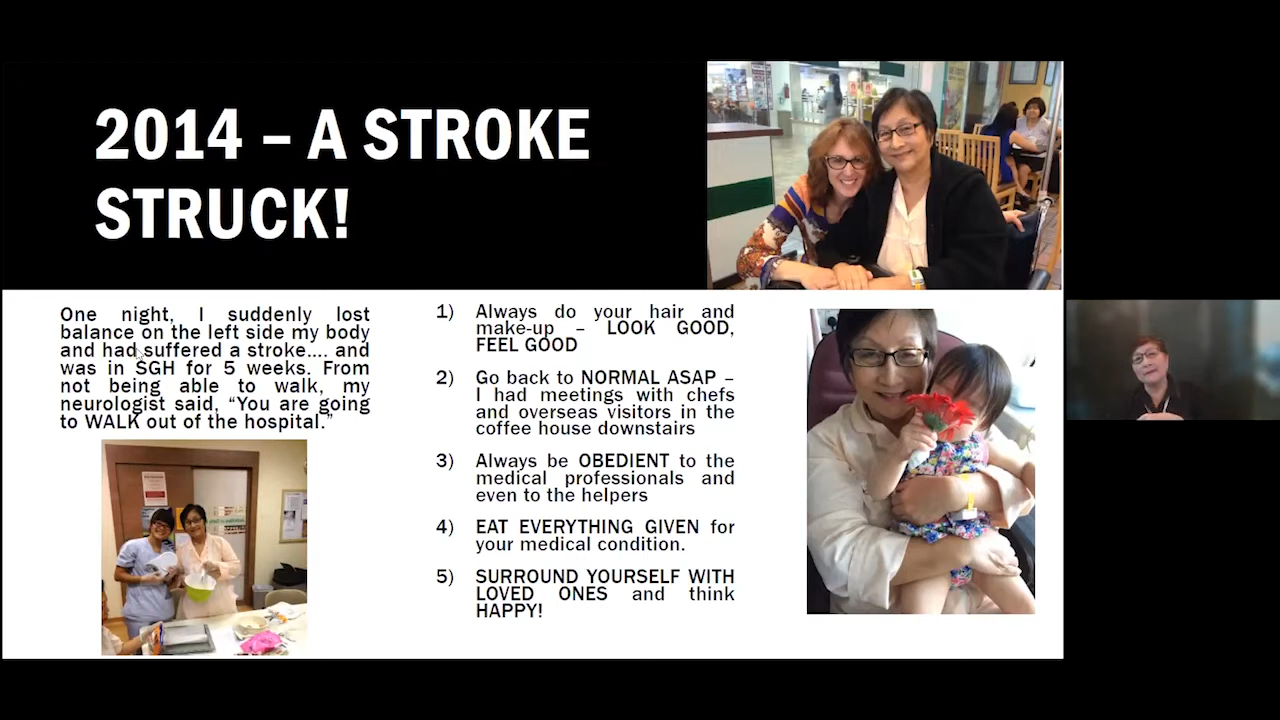 2014 – A STROKE
STRUCK!
One night, I suddenly lost
balance on the left side my body
and had suffered a stroke.... and
was in SGH for 5 weeks. From
not being able to walk, my
neurologist said, “You are going
to WALK out of the hospital.”
1) Always do your hair and
make-up – LOOK GOOD,
FEEL GOOD
2) Go back to NORMAL ASAP –
I had meetings with chefs
and overseas visitors in the
coffee house downstairs
3) Always be OBEDIENT to the
medical professionals and
even to the helpers
4) EAT EVERYTHING GIVEN for
your medical condition.
5) SURROUND YOURSELF WITH
LOVED ONES and think
HAPPY!